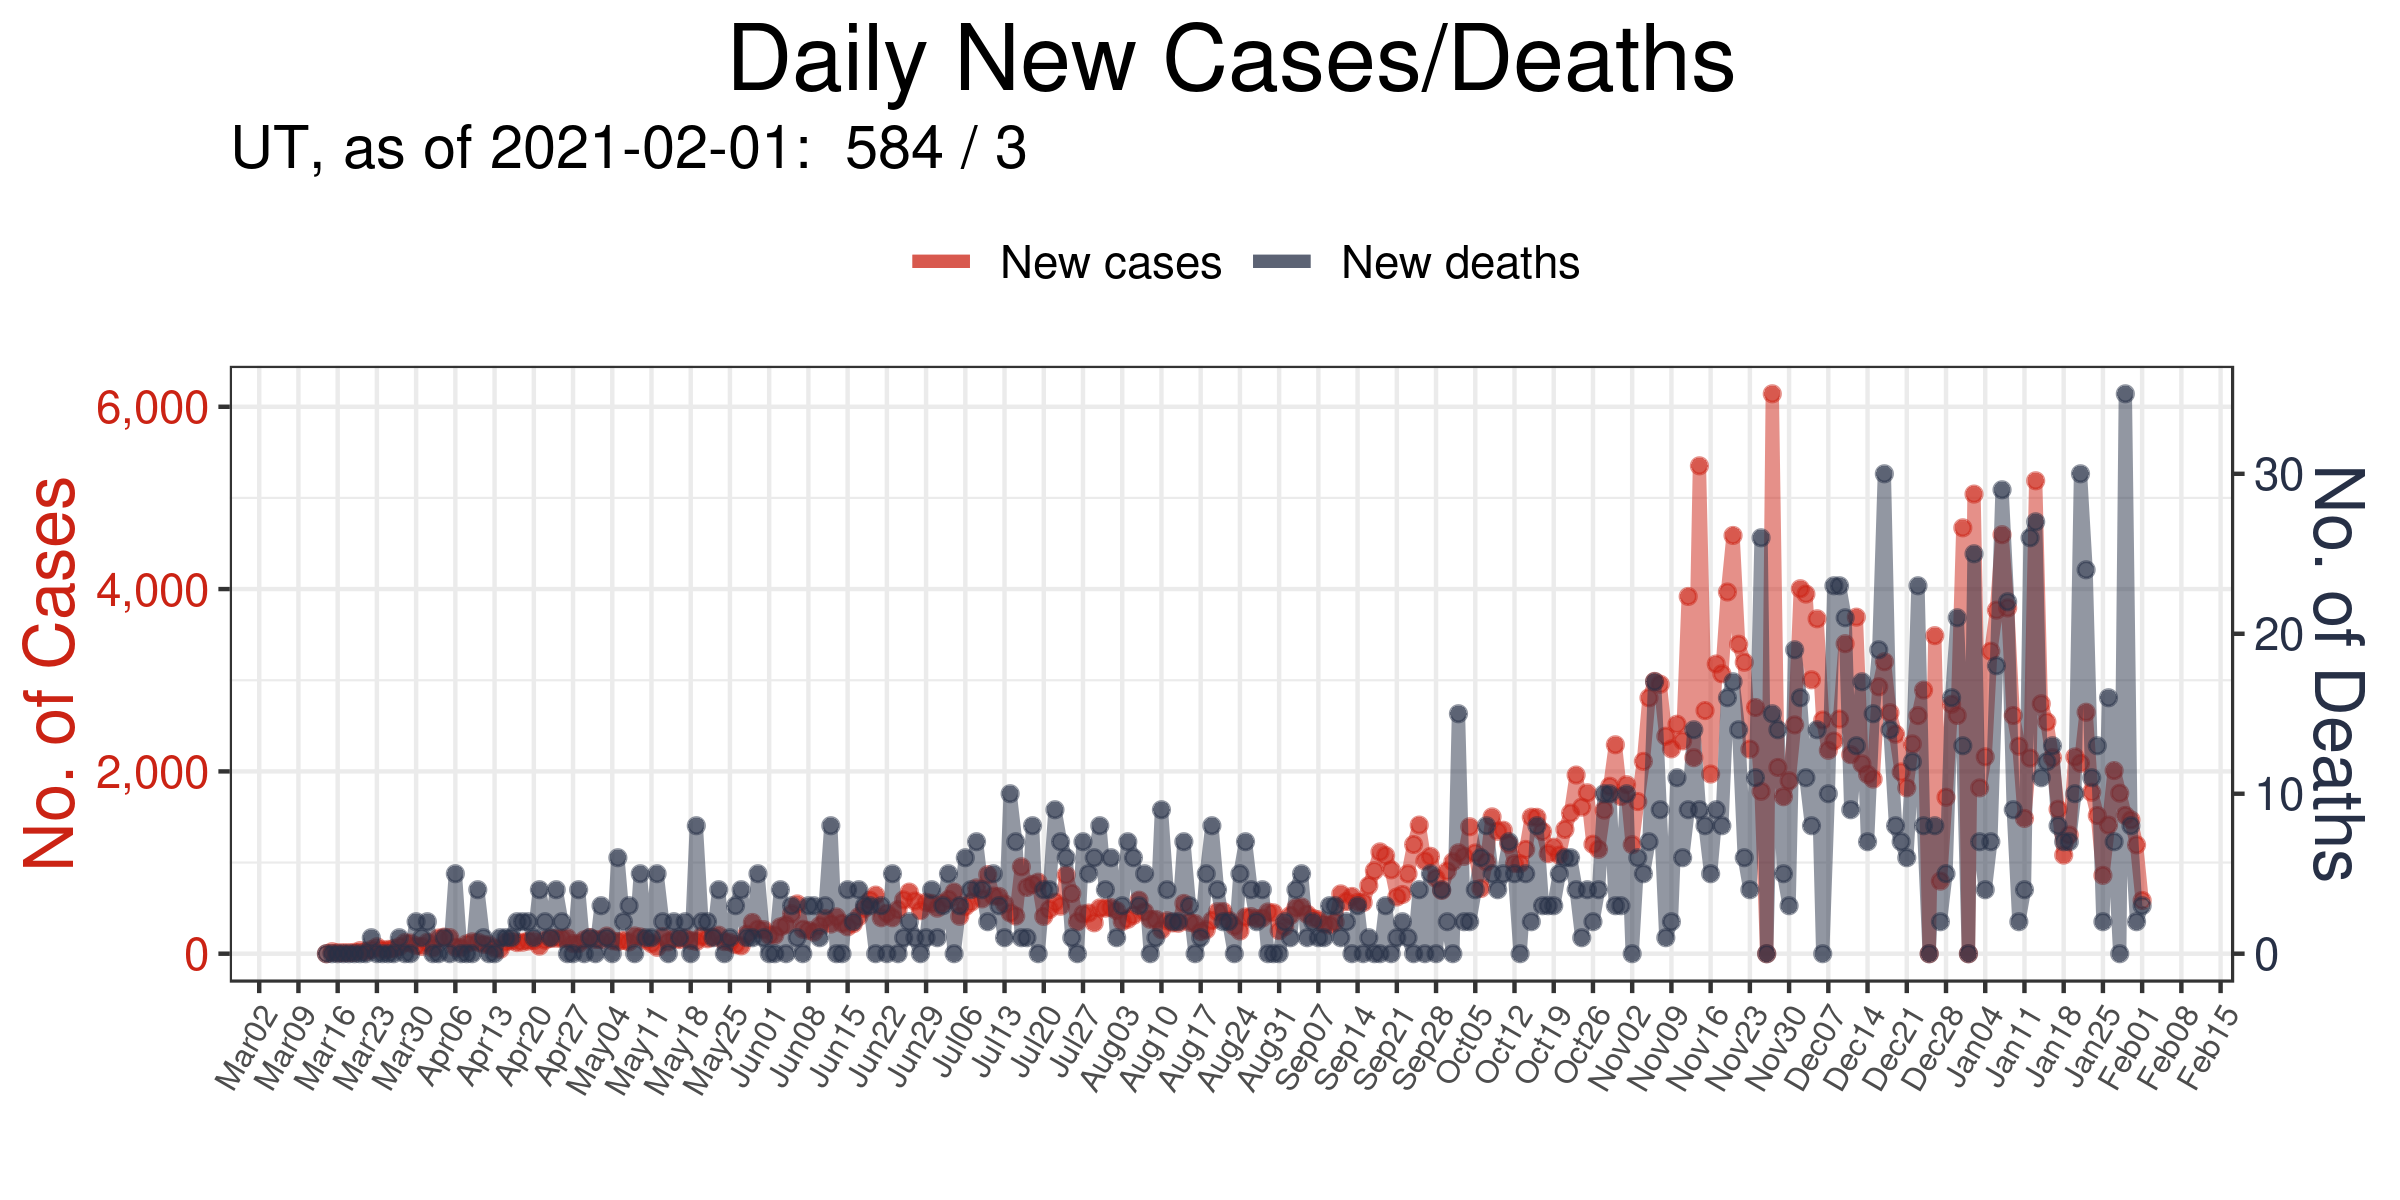 Daily New Cases/Deaths
UT, as of 2021-02-01:  584 / 3
New cases New deaths
No. of Cases
6,000
4,000
2,000
0
30
20
10
0
No. of Deaths
Mar02 Mar09 Mar16 Mar23 Mar30 Apr06 Apr13 Apr20 Apr27 May04 May11 May18 May25 Jun01 Jun08 Jun15 Jun22 Jun29 Jul06 Jul13 Jul20 Jul27 Aug03 Aug10 Aug17 Aug24 Aug31 Sep07 Sep14 Sep21 Sep28 Oct05 Oct12 Oct19 Oct26 Nov02 Nov09 Nov16 Nov23 Nov30 Dec07 Dec14 Dec21 Dec28 Jan04 Jan11 Jan18 Jan25 Feb01 Feb08 Feb15